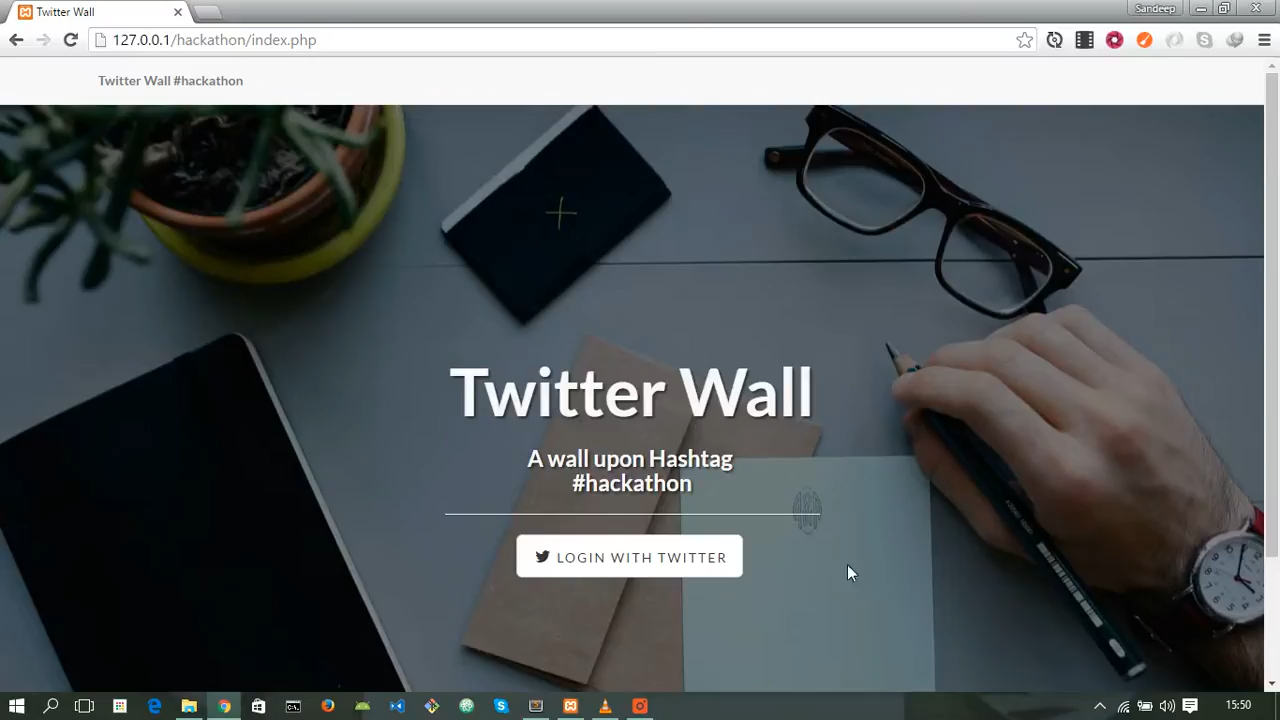 Twitter Wall
Sandeep
127.0.0.1/hackathon/index.php
Twitter Wall #hackathon
Twitter Wall
A wall upon Hashtag
#hackathon
LOGIN WITH TWITTER
15:50